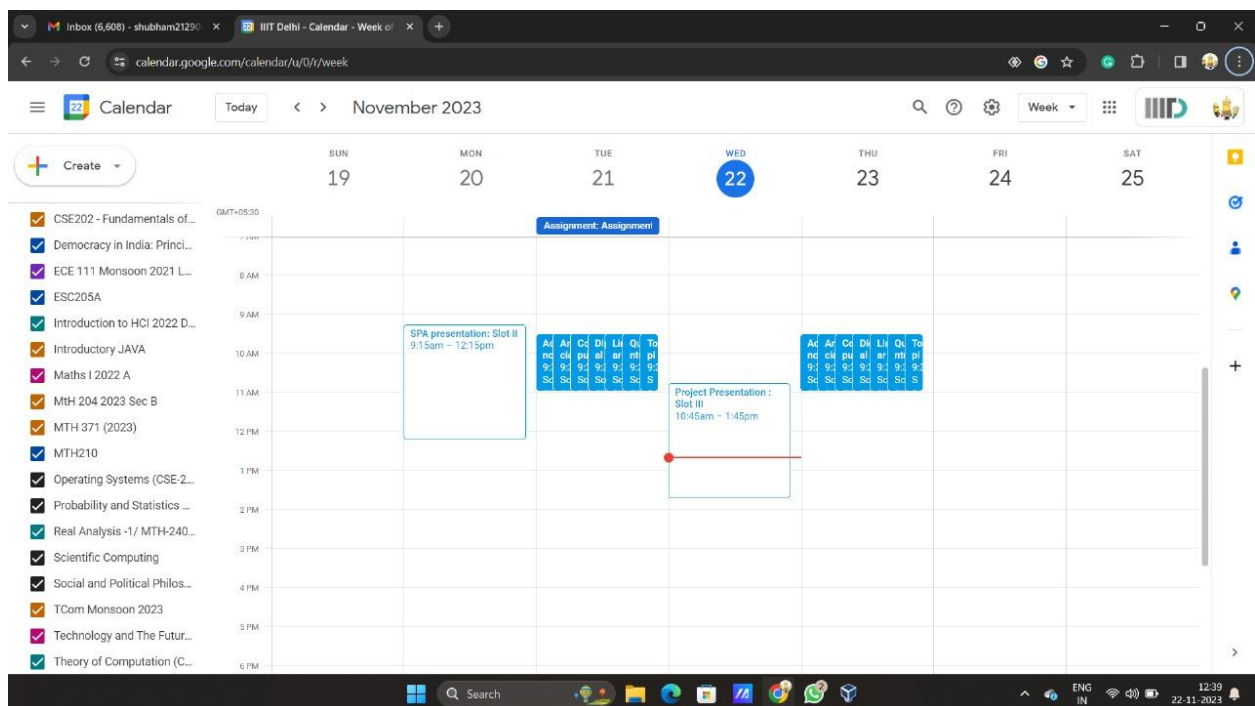 Inbox (6,608) - shubham21290
IIIT Delhi - Calendar - Week of
calendar.google.com/calendar/u/0/r/week
22 Calendar
Today
November 2023
Week
IIID
Create
SUN MON TUE WED THU FRI SAT
19 20 21 22 23 24 25
GMT+05:30
Assignment: Assignment
CSE202 - Fundamentals of...
Democracy in India: Princi...
ECE 111 Monsoon 2021 L...
ESC205A
Introduction to HCI 2022 D...
Introductory JAVA
Maths I 2022 A
MtH 204 2023 Sec B
MTH 371 (2023)
MTH210
Operating Systems (CSE-2...
Probability and Statistics ...
Real Analysis -1/ MTH-240...
Scientific Computing
Social and Political Philos...
TCom Monsoon 2023
Technology and The Futur...
Theory of Computation (C...
8 AM
9 AM
10 AM
11 AM
12 PM
1 PM
2 PM
3 PM
4 PM
5 PM
6 PM
SPA presentation: Slot II
9:15am – 12:15pm
Project Presentation :
Slot III
10:45am – 1:45pm
Search
ENG
IN
12:39
22-11-2023